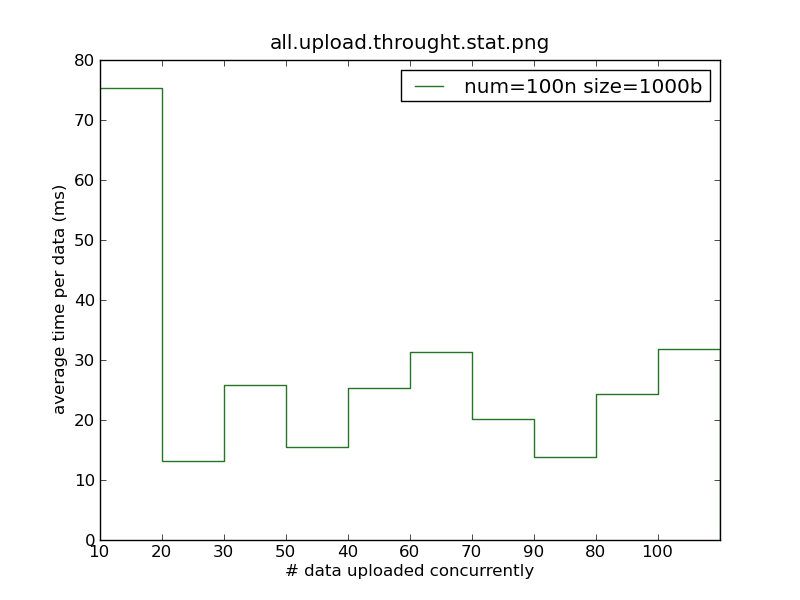 all.upload.throught.stat.png
num=100n size=1000b
average time per data (ms)
80
70
60
50
40
30
20
10
0
10 20 30 50 40 60 70 90 80 100
# data uploaded concurrently